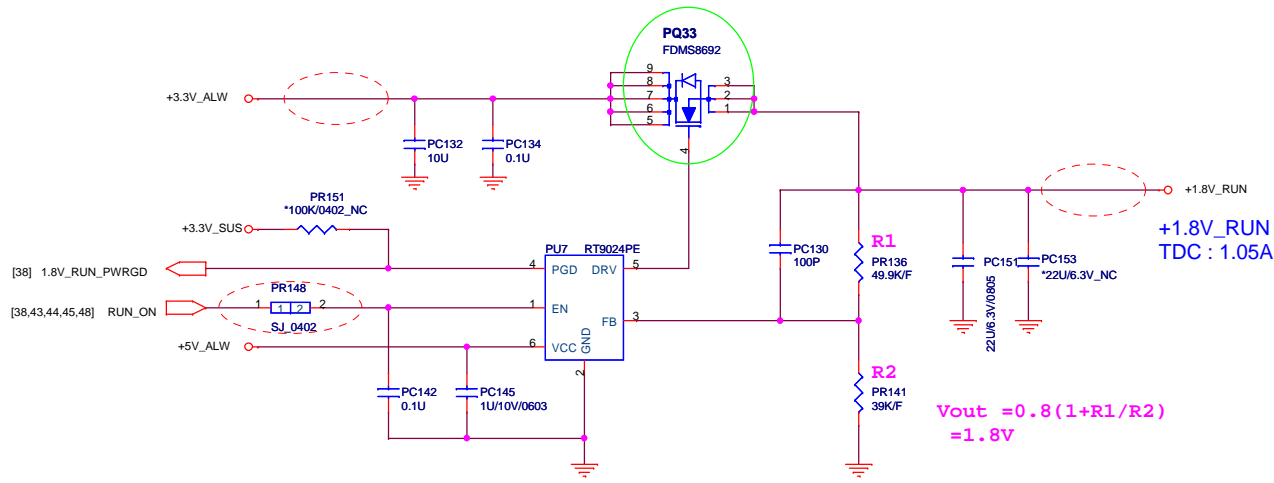 PQ33
FDMS8692
9
8
7
6
5
3
2
1
4
+3.3V_ALW
PC132
10U
PC134
0.1U
+1.8V_RUN
+1.8V_RUN
TDC : 1.05A
PR151
*100K/0402_NC
+3.3V_SUS
PC130
100P
R1
PR136
49.9K/F
PC151
22U/6.3V/0805
PC153
*22U/6.3V_NC
PU7 RT9024PE
[38] 1.8V_RUN_PWRGD
4 PGD DRV 5
PR148
1 1 2 2
SJ_0402
[38,43,44,45,48] RUN_ON
1 EN
FB 3
+5V_ALW
6 VCC
GND
2
PC142
0.1U
PC145
1U/10V/0603
R2
PR141
39K/F
Vout =0.8(1+R1/R2)
=1.8V